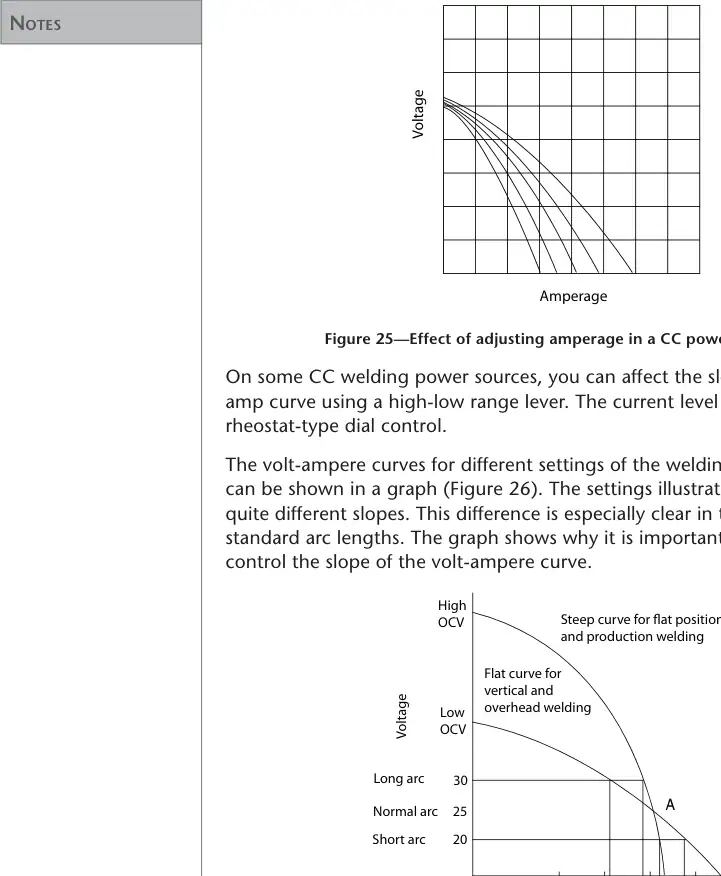 NOTES
Voltage
Amperage
Figure 25—Effect of adjusting amperage in a CC
On some CC welding power sources, you can affect the
amp curve using a high-low range lever. The current level
rheostat-type dial control.
The volt-ampere curves for different settings of the
can be shown in a graph (Figure 26). The settings
quite different slopes. This difference is especially clear in
standard arc lengths. The graph shows why it is important
control the slope of the volt-ampere curve.
High
OCV
Steep curve for flat position
and production welding
Flat curve for
vertical and
overhead welding
Voltage
Low
OCV
Long arc 30
A
Normal arc 25
Short arc 20